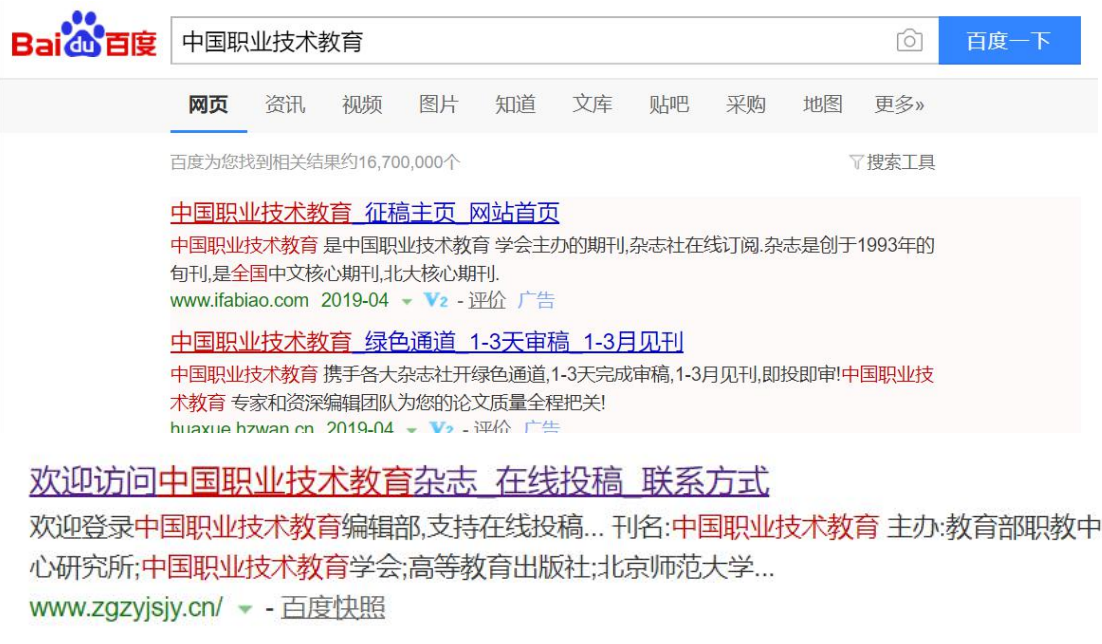 Baidu百度 中国职业技术教育 百度一下
网页 资讯 视频 图片 知道 文库 贴吧 采购 地图 更多»
百度为您找到相关结果约16,700,000个 搜索工具
中国职业技术教育_征稿主页_网站首页
中国职业技术教育 是中国职业技术教育 学会主办的期刊,杂志社在线订阅.杂志是创于1993年的
旬刊,是全国中文核心期刊,北大核心期刊.
www.ifabiao.com 2019-04 V2 - 评价 广告
中国职业技术教育_绿色通道_1-3天审稿_1-3月见刊
中国职业技术教育 携手各大杂志社开绿色通道,1-3天完成审稿,1-3月见刊,即投即审!中国职业技
术教育 专家和资深编辑团队为您的论文质量全程把关!
huaxue.hzwan.cn 2019-04 V2 - 评价 广告
欢迎访问中国职业技术教育杂志_在线投稿_联系方式
欢迎登录中国职业技术教育编辑部,支持在线投稿... 刊名:中国职业技术教育 主办:教育部职教中
心研究所;中国职业技术教育学会;高等教育出版社;北京师范大学...
www.zgzyjsjy.cn/ - 百度快照